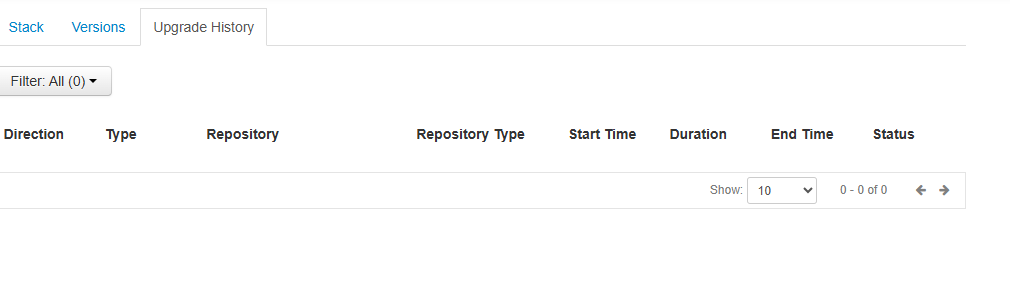 Stack Versions Upgrade History
Filter: All (0)
Direction Type Repository Repository Type Start Time Duration End Time Status
Show: 10 0 - 0 of 0